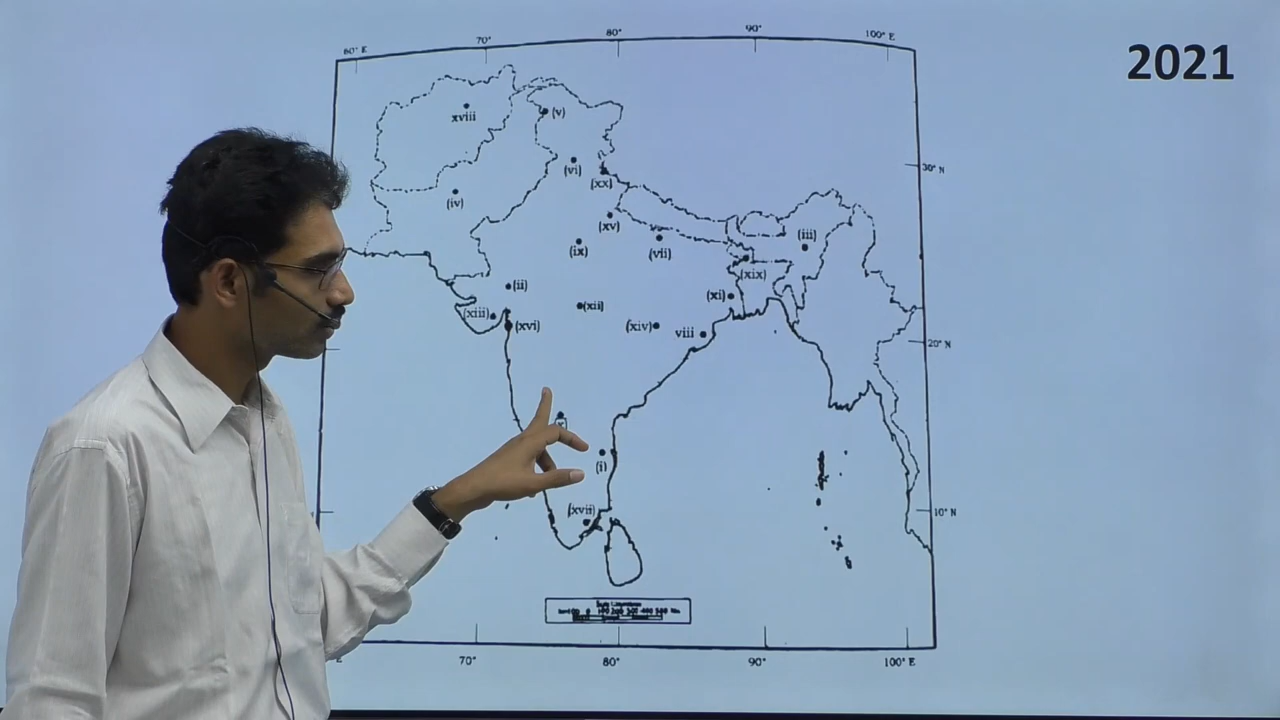 2021
60° E
70°
80°
90°
100° E
xviii
(v)
(vi)
30° N
(xx)
(iv)
(xv)
(iii)
(ix)
(vii)
(xix)
(ii)
(xi)
(xii)
(xiii)
(xvi)
(xiv)
viii
20° N
x
(i)
(xvii)
10° N
E
70°
80°
90°
100° E